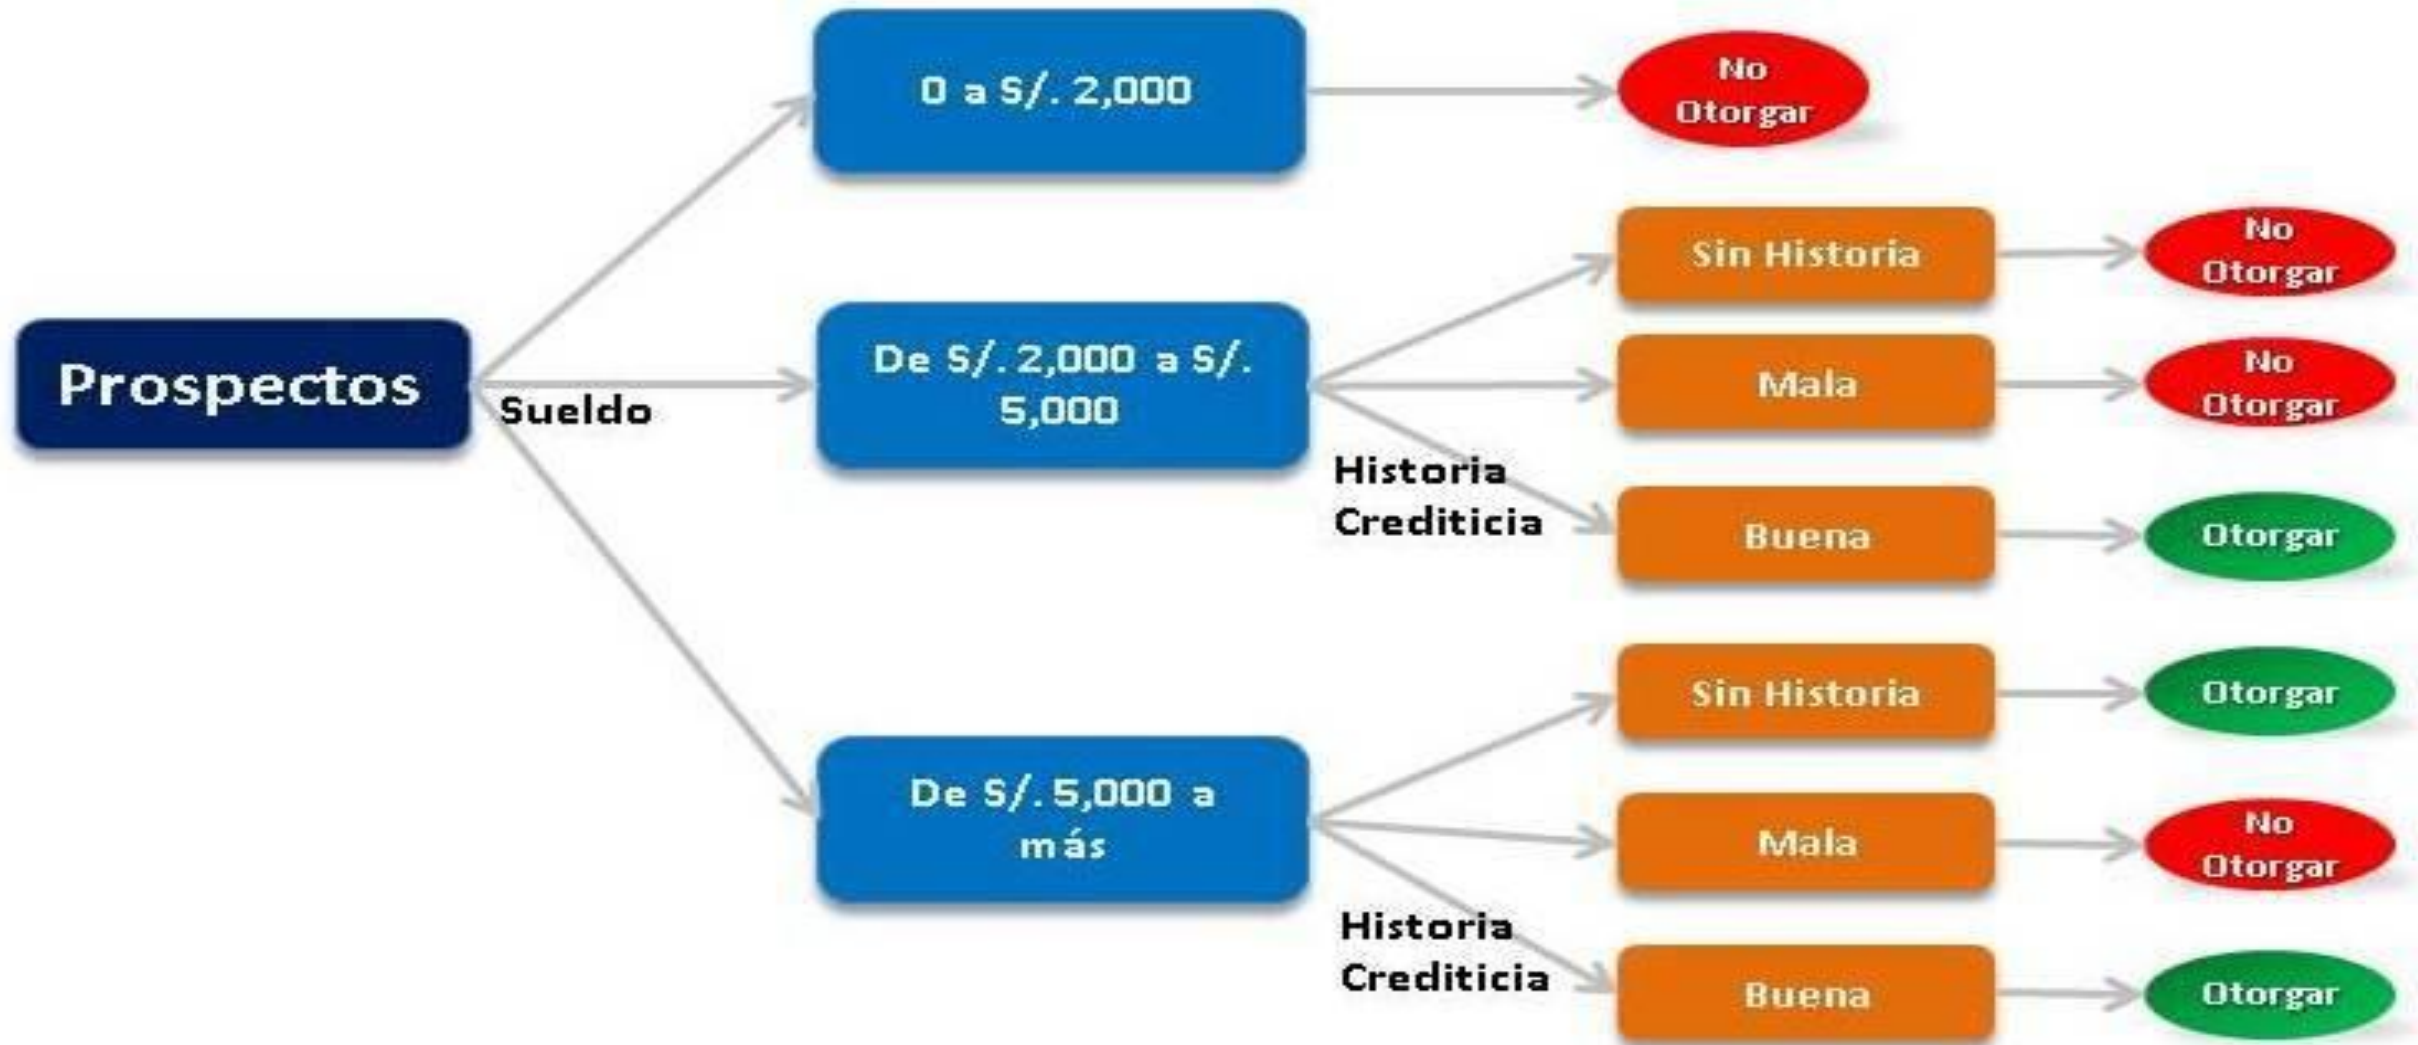 0 a S/. 2,000
No
Otorgar
Prospectos
Sueldo
De S/. 2,000 a S/.
5,000
Historia
Crediticia
Sin Historia
No
Otorgar
Mala
No
Otorgar
Buena
Otorgar
De S/. 5,000 a
más
Historia
Crediticia
Sin Historia
Otorgar
Mala
No
Otorgar
Buena
Otorgar